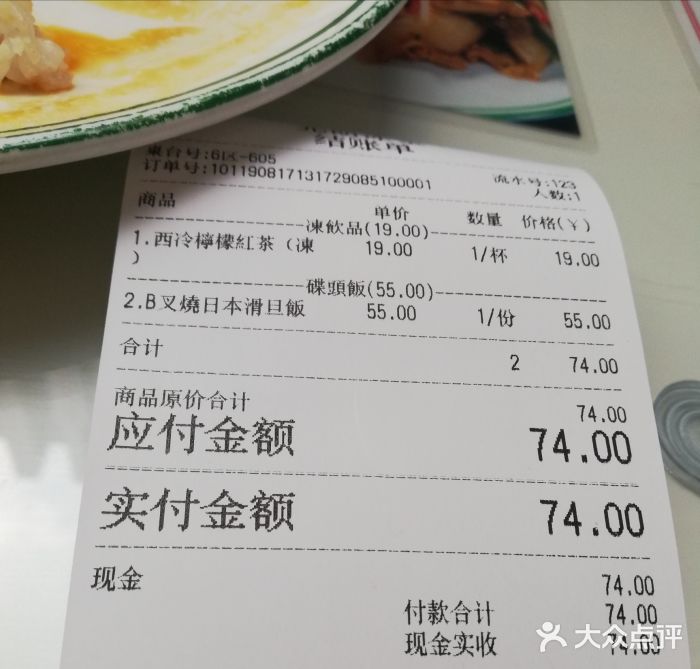 结账单
桌台号:6区-605 流水号:123
订单号:101190817131729085100001 人数:1
商品 单价 数量 价格(¥)
凍飲品(19.00)
1.西冷檸檬紅茶(凍 19.00 1/杯 19.00
)
碟頭飯(55.00)
2.B叉燒日本滑旦飯 55.00 1/份 55.00
合计 2 74.00
商品原价合计 74.00
应付金额 74.00
实付金额 74.00
现金 74.00
付款合计 74.00
现金实收 74.00
大众点评